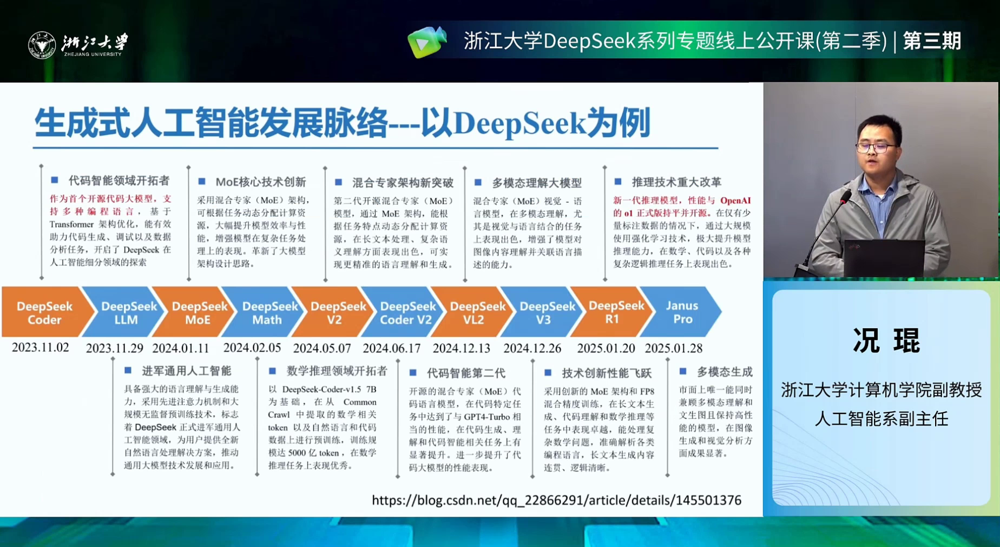 浙江大学
ZHEJIANG UNIVERSITY
浙江大学DeepSeek系列专题线上公开课(第二季) | 第三期
生成式人工智能发展脉络---以DeepSeek为例
代码智能领域开拓者
作为首个开源代码大模型，支
持多种编程语言，基于
Transformer 架构优化，能有效
助力代码生成、调试以及数据
分析任务，开启了 DeepSeek 在
人工智能细分领域的探索
MoE核心技术创新
采用混合专家（MoE）架构，
可根据任务动态分配计算资
源，大幅提升模型效率与性
能，增强模型在复杂任务处
理上的表现。革新了大模型
架构设计思路。
混合专家架构新突破
第二代开源混合专家（MoE）
模型，通过 MoE 架构，能根
据任务特点动态分配计算资
源，在长文本处理、复杂语
义理解方面表现出色，可实
现更精准的语言理解和生成。
多模态理解大模型
混合专家（MoE）视觉 - 语
言模型，在多模态理解，尤
其是视觉与语言结合的任务
上表现出色，增强了模型对
图像内容理解并关联语言描
述的能力。
推理技术重大改革
新一代推理模型，性能与 OpenAI
的 o1 正式版持平并开源。在仅有少
量标注数据的情况下，通过大规模
使用强化学习技术，极大提升模型
推理能力，在数学、代码以及各种
复杂逻辑推理任务上表现出色。
DeepSeek
Coder
DeepSeek
LLM
DeepSeek
MoE
DeepSeek
Math
DeepSeek
V2
DeepSeek
Coder V2
DeepSeek
VL2
DeepSeek
V3
DeepSeek
R1
Janus
Pro
2023.11.02
2023.11.29
2024.01.11
2024.02.05
2024.05.07
2024.06.17
2024.12.13
2024.12.26
2025.01.20
2025.01.28
进军通用人工智能
具备强大的语言理解与生成能
力，采用先进注意力机制和大
规模无监督预训练技术，标志
着 DeepSeek 正式进军通用人
工智能领域，为用户提供全新
自然语言处理解决方案，推动
通用大模型技术发展和应用。
数学推理领域开拓者
以 DeepSeek-Coder-v1.5 7B
为基础，在从 Common
Crawl 中提取的数学相关
token 以及自然语言和代码
数据上进行预训练，训练规
模达 5000 亿 token，在数学
推理任务上表现优秀。
代码智能第二代
开源的混合专家（MoE）代
码语言模型，在代码特定任
务中达到了与 GPT4-Turbo 相
当的性能，在代码生成、理
解和代码智能相关任务上有
显著提升。进一步提升了代
码大模型的性能表现。
技术创新性能飞跃
采用创新的 MoE 架构和 FP8
混合精度训练，在长文本生
成、代码理解和数学推理等
任务中表现卓越，能处理复
杂数学问题，准确解析各类
编程语言，长文本生成内容
连贯、逻辑清晰。
多模态生成
市面上唯一能同时
兼顾多模态理解和
文生图且保持高性
能的模型，在图像
生成和视觉分析方
面成果显著。
https://blog.csdn.net/qq_22866291/article/details/145501376
况 琨
浙江大学计算机学院副教授
人工智能系副主任